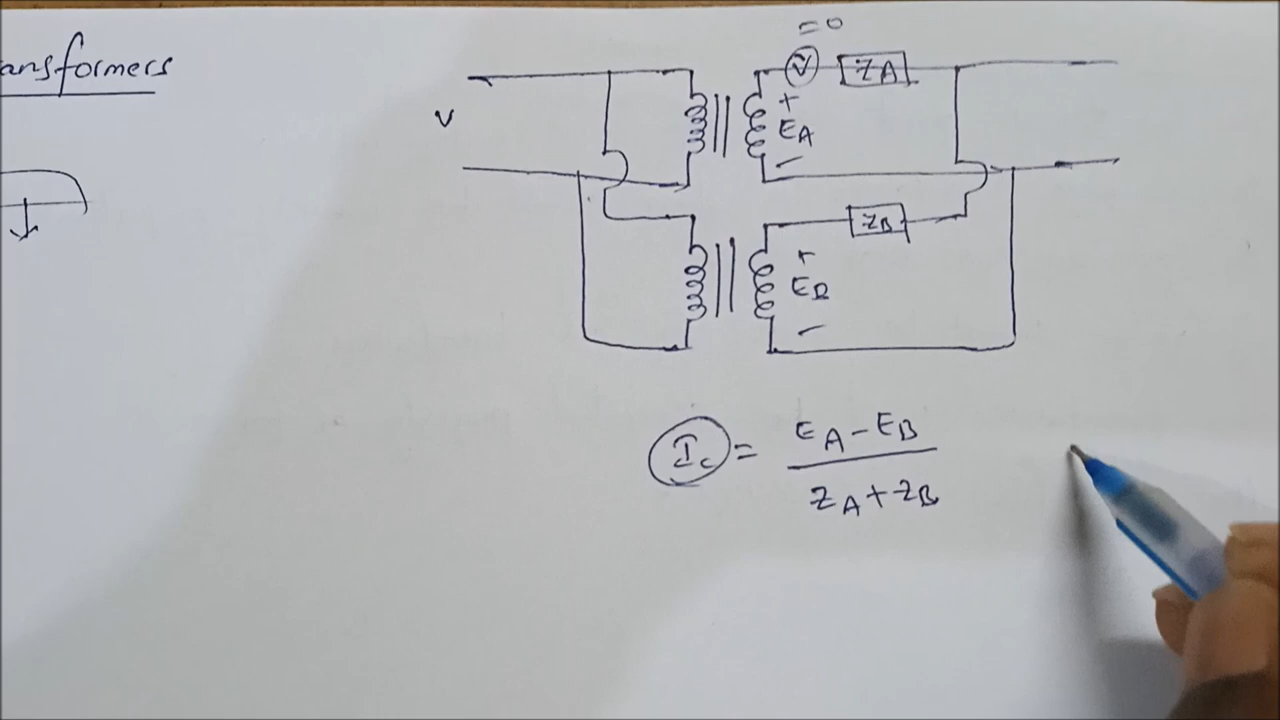 ansformers
= 0
V
V
ZA
+
EA
-
ZB
+
EB
-
Ic = EA - EB
ZA + ZB